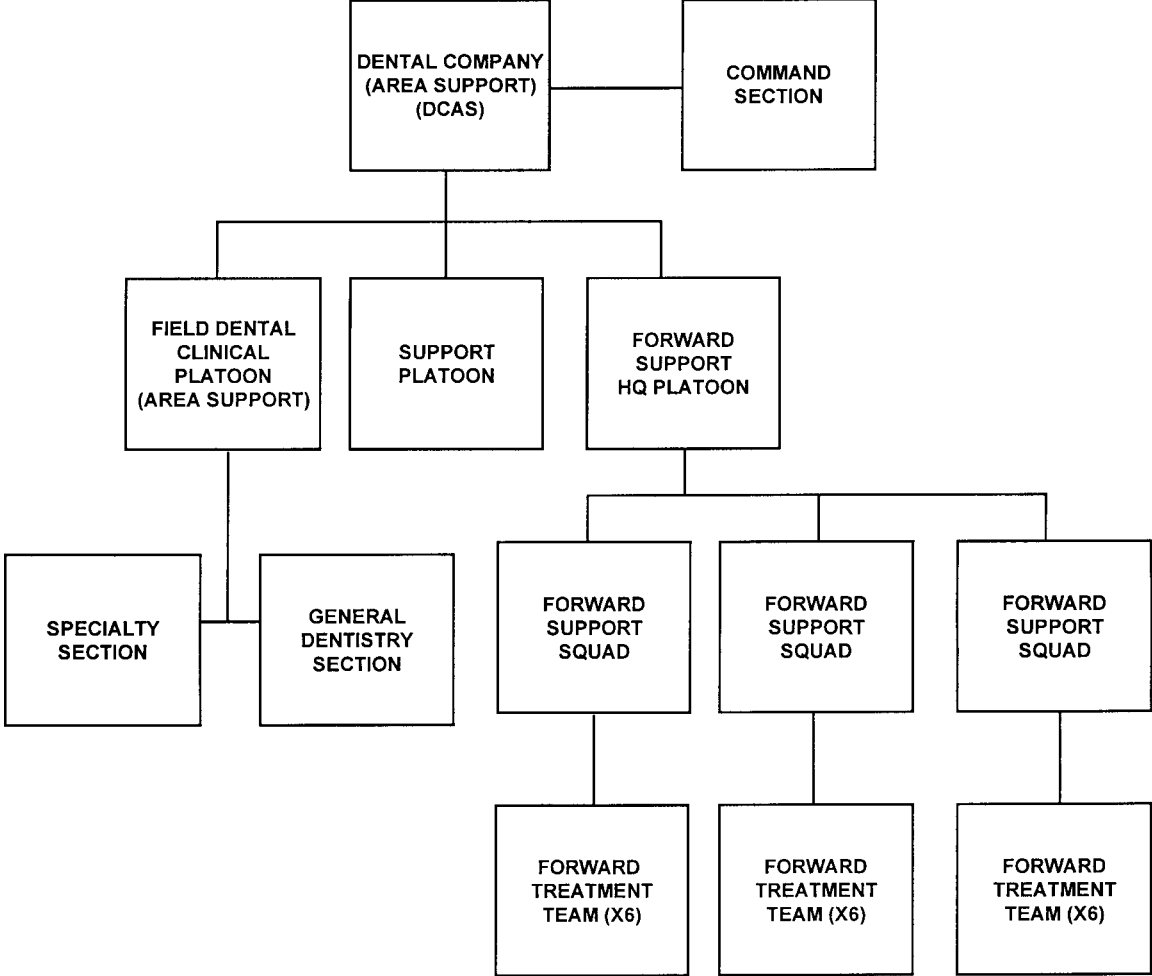 DENTAL COMPANY
(AREA SUPPORT)
(DCAS)
COMMAND
SECTION
FIELD DENTAL
CLINICAL
PLATOON
(AREA SUPPORT)
SUPPORT
PLATOON
FORWARD
SUPPORT
HQ PLATOON
SPECIALTY
SECTION
GENERAL
DENTISTRY
SECTION
FORWARD
SUPPORT
SQUAD
FORWARD
SUPPORT
SQUAD
FORWARD
SUPPORT
SQUAD
FORWARD
TREATMENT
TEAM (X6)
FORWARD
TREATMENT
TEAM (X6)
FORWARD
TREATMENT
TEAM (X6)